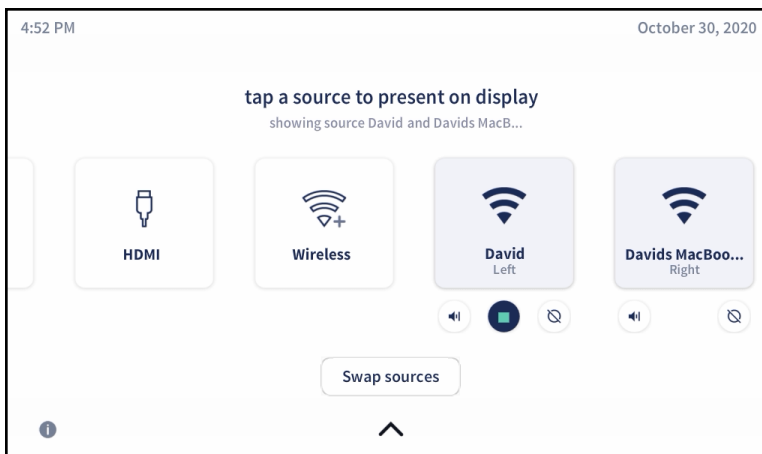 4:52 PM
October 30, 2020
tap a source to present on display
showing source David and Davids MacB...
HDMI
Wireless
David
Left
Davids MacBoo...
Right
Swap sources